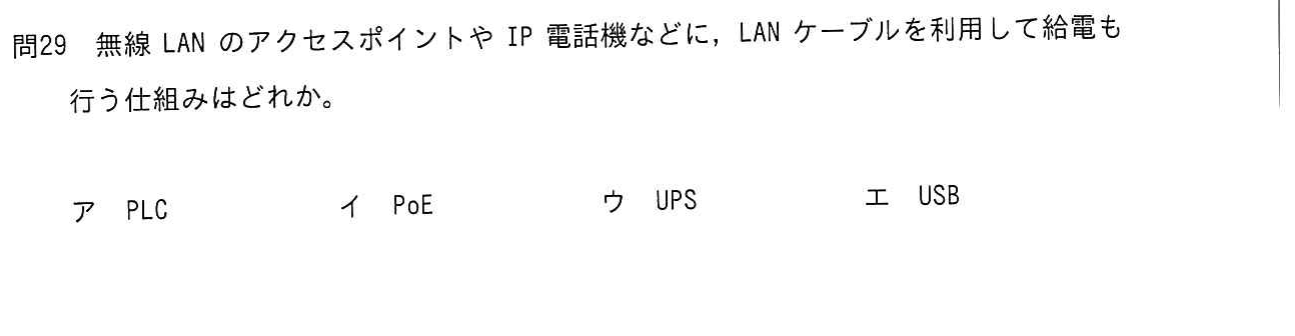 問29 無線 LAN のアクセスポイントや IP 電話機などに，LAN ケーブルを利用して給電も
行う仕組みはどれか。
ア PLC イ PoE ウ UPS エ USB